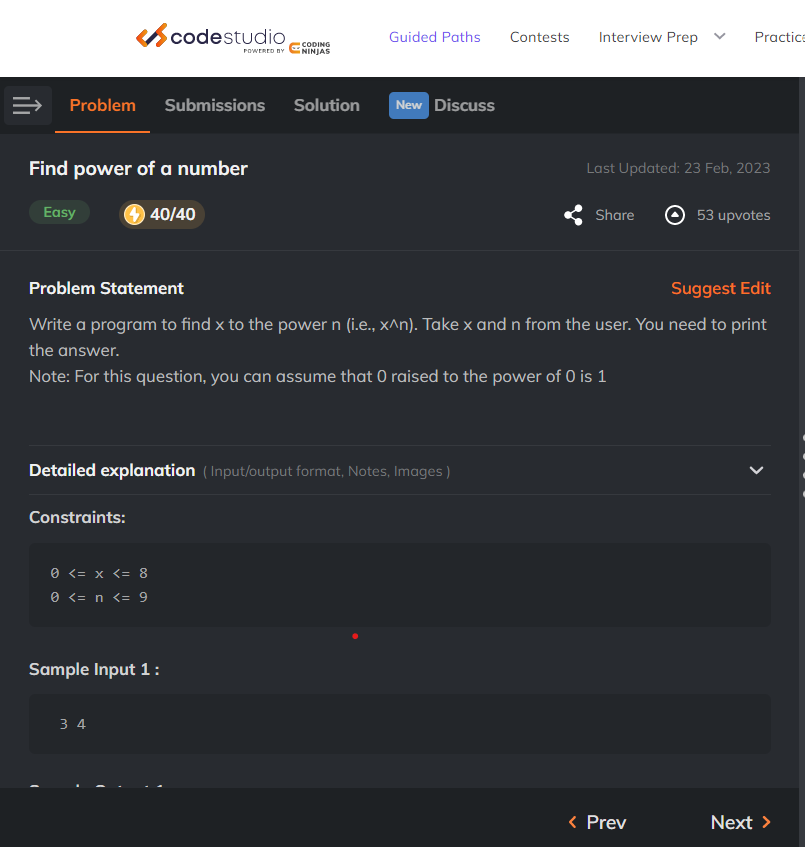 codestudio
POWERED BY CODING NINJAS
Guided Paths Contests Interview Prep Practice
Problem Submissions Solution New Discuss
Find power of a number Last Updated: 23 Feb, 2023
Easy 40/40 Share 53 upvotes
Problem Statement Suggest Edit
Write a program to find x to the power n (i.e., x^n). Take x and n from the user. You need to print
the answer.
Note: For this question, you can assume that 0 raised to the power of 0 is 1
Detailed explanation ( Input/output format, Notes, Images )
Constraints:
0 <= x <= 8
0 <= n <= 9
Sample Input 1 :
3 4
Prev Next